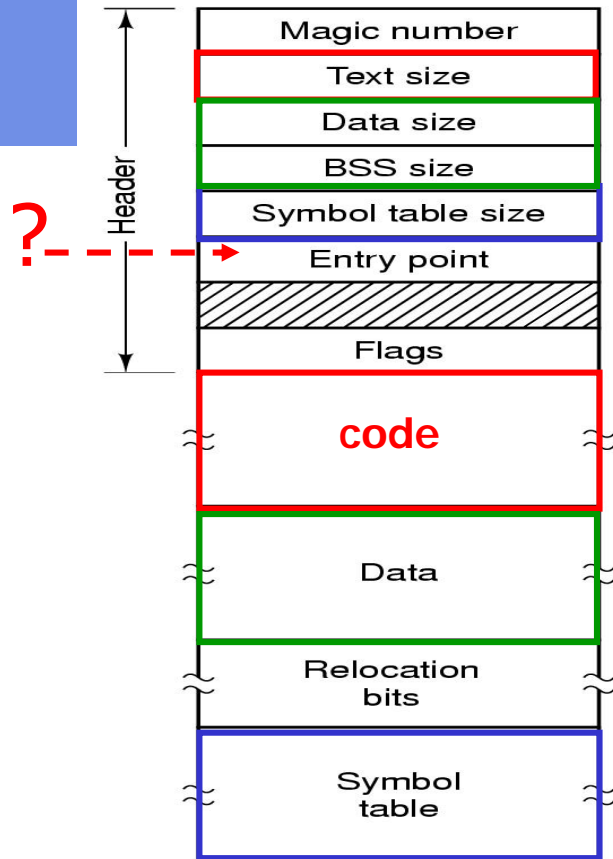 Magic number
Text size
Data size
BSS size
Symbol table size
Entry point
Flags
Header
?
code
Data
Relocation
bits
Symbol
table